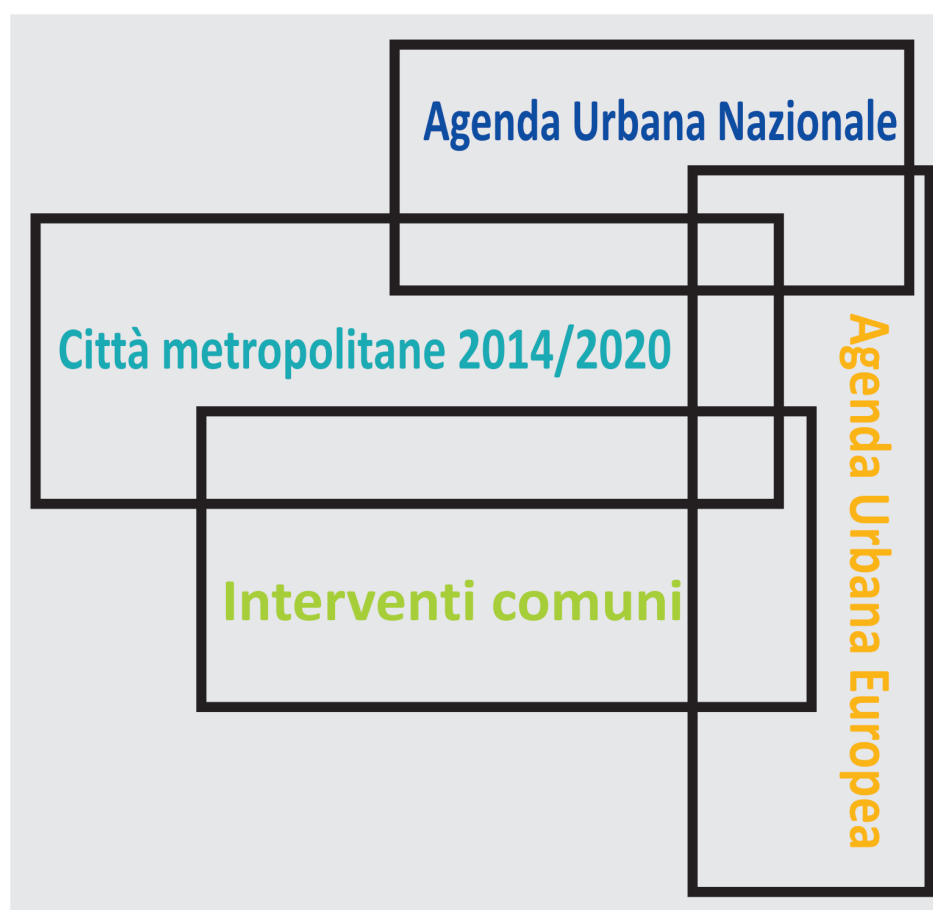 Agenda Urbana Nazionale
Città metropolitane 2014/2020
Interventi comuni
Agenda Urbana Europea